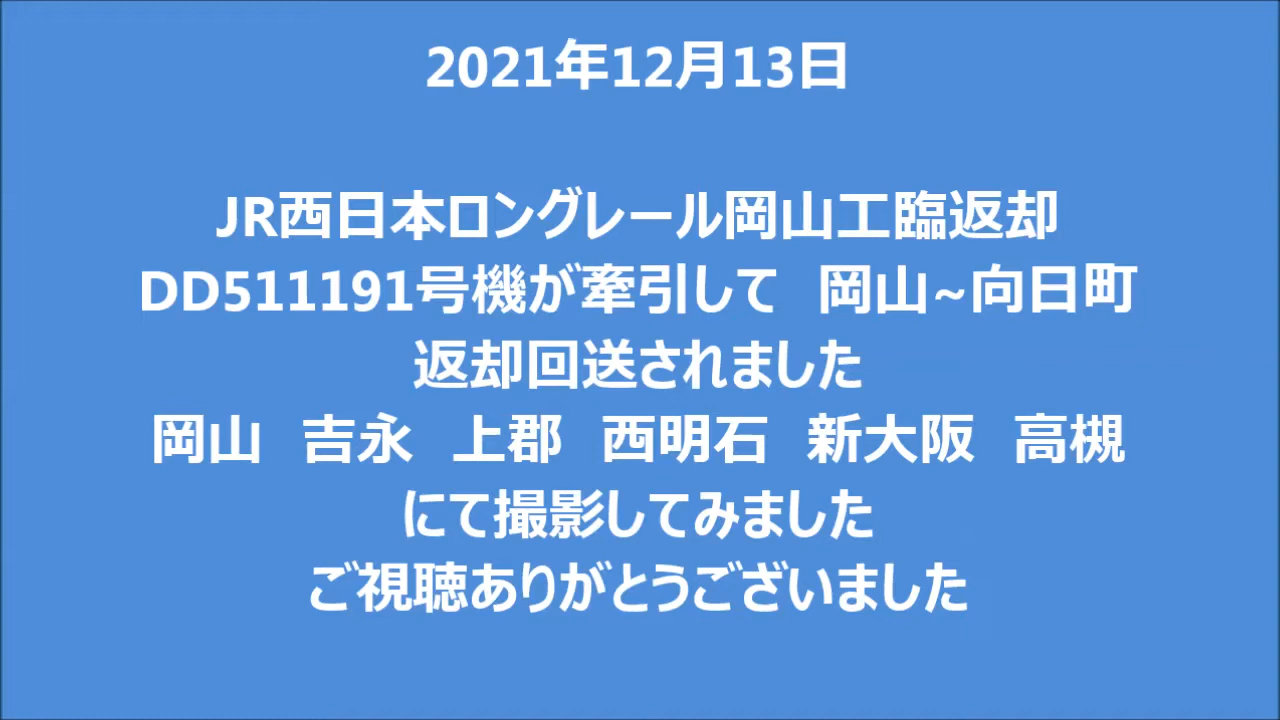 2021年12月13日
JR西日本ロングレール岡山工臨返却
DD511191号機が牽引して　岡山~向日町
返却回送されました
岡山　吉永　上郡　西明石　新大阪　高槻
にて撮影してみました
ご視聴ありがとうございました